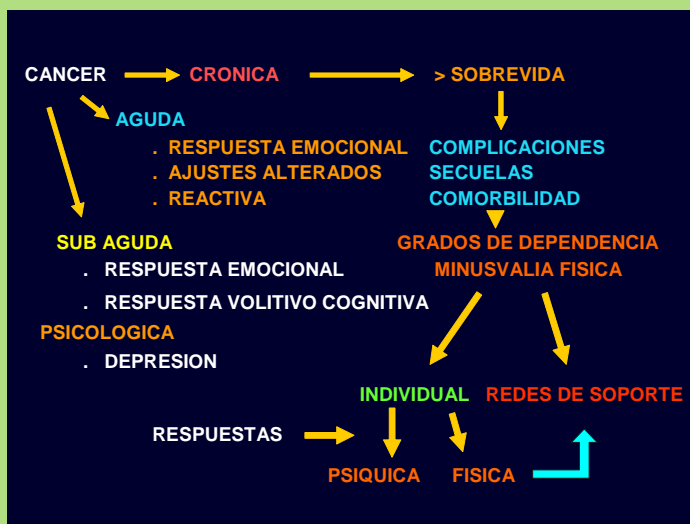 CANCER CRONICA > SOBREVIDA
AGUDA
. RESPUESTA EMOCIONAL COMPLICACIONES
. AJUSTES ALTERADOS SECUELAS
. REACTIVA COMORBILIDAD
SUB AGUDA GRADOS DE DEPENDENCIA
. RESPUESTA EMOCIONAL MINUSVALIA FISICA
. RESPUESTA VOLITIVO COGNITIVA
PSICOLOGICA
. DEPRESION
INDIVIDUAL REDES DE SOPORTE
RESPUESTAS
PSIQUICA FISICA